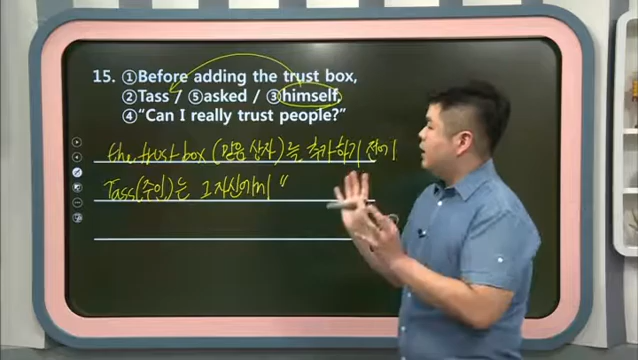 15. ①Before adding the trust box,
②Tass / ⑤asked / ③himself,
④"Can I really trust people?"
the trust box (믿음 상자)를 추가하기 전에
Tass(주인)는 그 자신에게 "